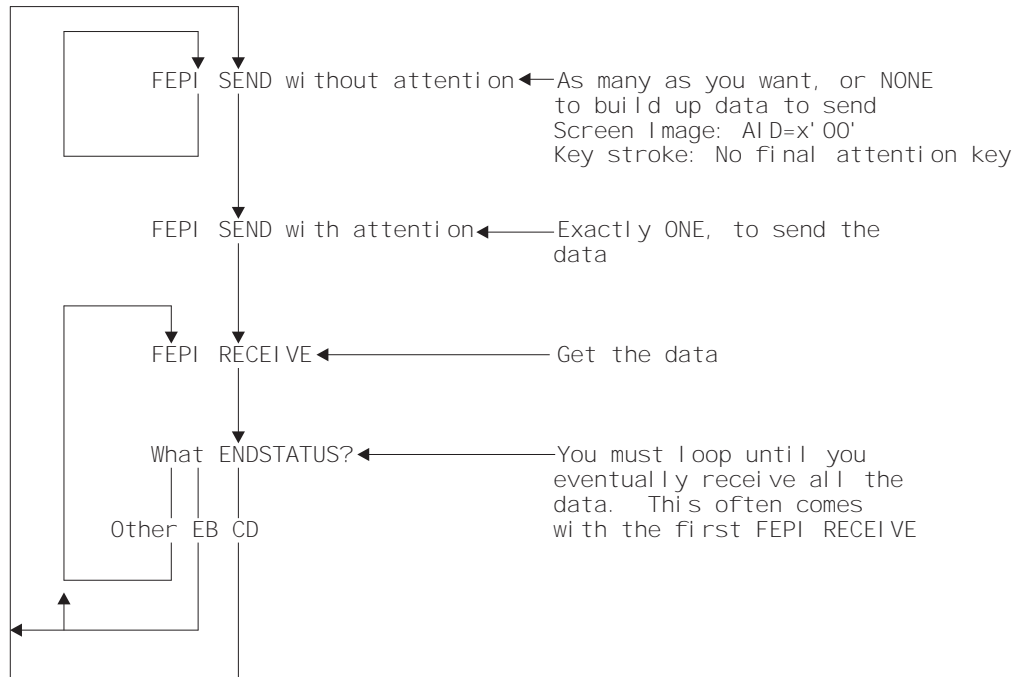 FEPI SEND without attention
As many as you want, or NONE
to build up data to send
Screen Image: AID=x'00'
Key stroke: No final attention key
FEPI SEND with attention
Exactly ONE, to send the
data
FEPI RECEIVE
Get the data
What ENDSTATUS?
You must loop until you
eventually receive all the
data. This often comes
with the first FEPI RECEIVE
Other EB CD